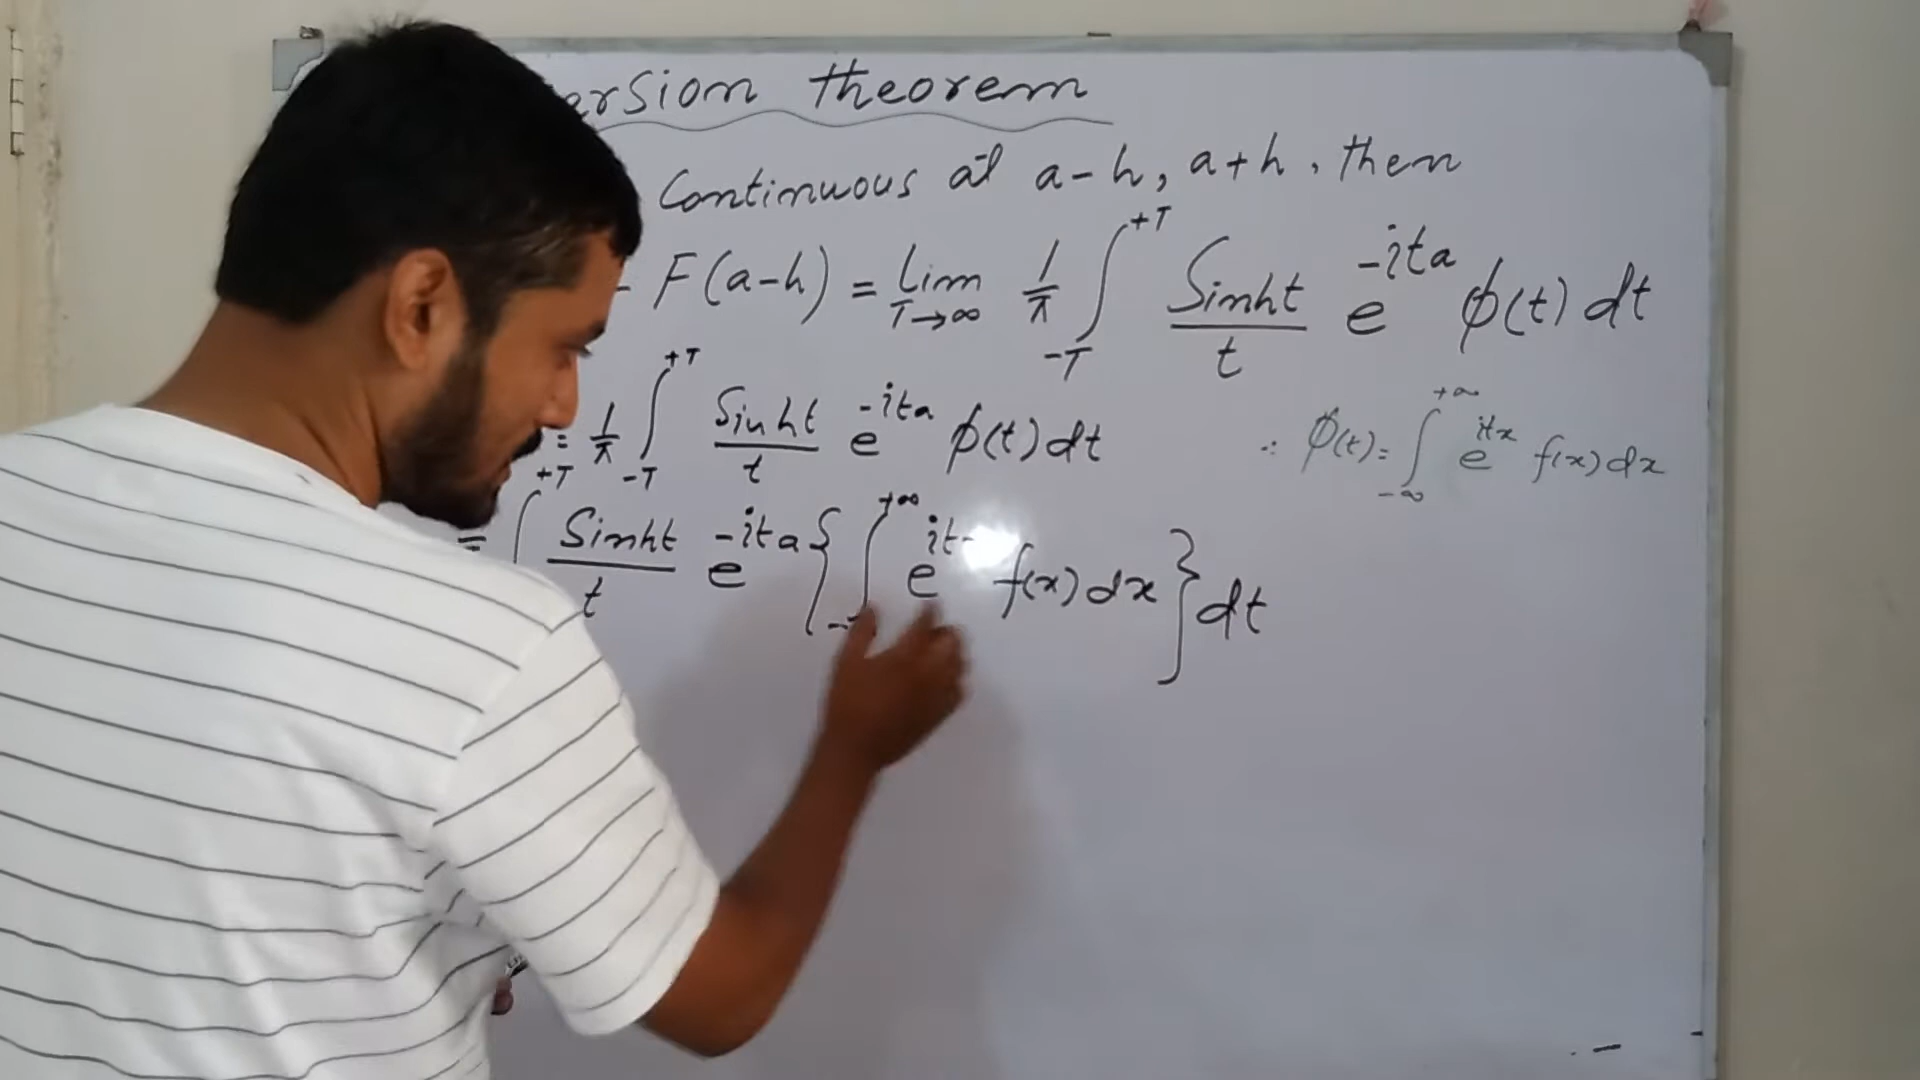 ersion theorem
Continuous at a-h, a+h, then
- F(a-h) = Lim T→∞ 1/π ∫ -T +T Sinht/t e^-ita ϕ(t) dt
= 1/π ∫ -T +T Sinht/t e^-ita ϕ(t) dt ∴ ϕ(t) = ∫ -∞ +∞ e^itx f(x) dx
= ∫ +T Sinht/t e^-ita { ∫ +∞ e^it f(x) dx } dt